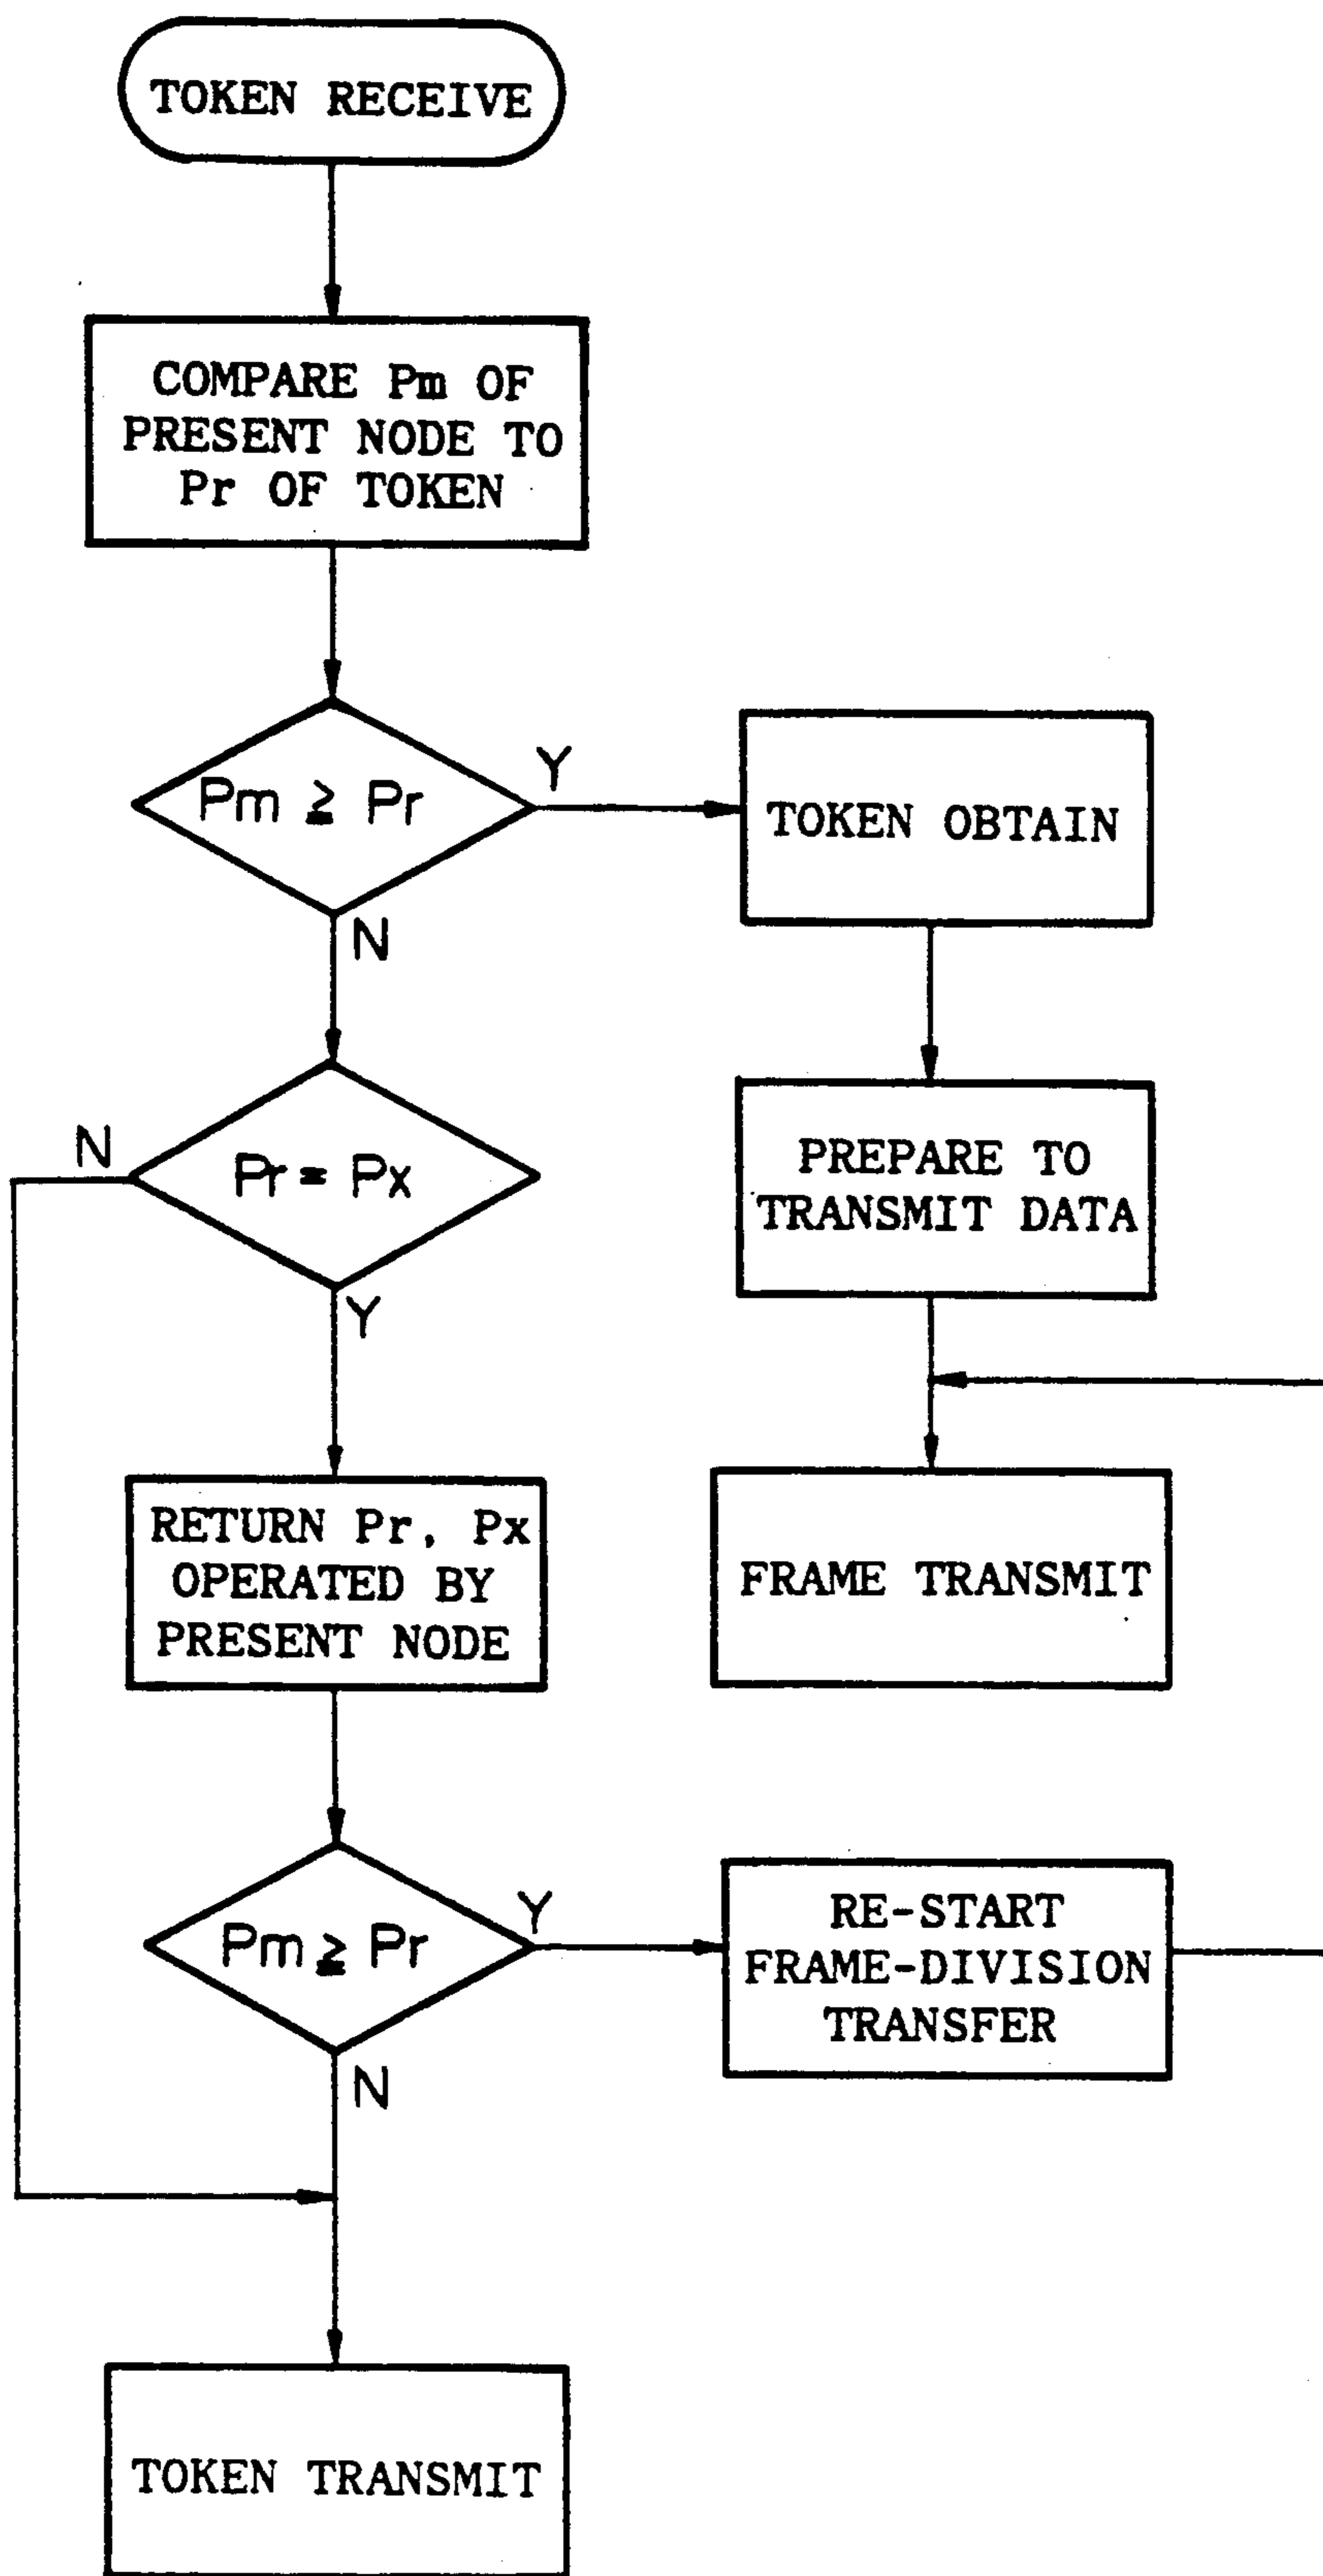 TOKEN RECEIVE
COMPARE Pm OF
PRESENT NODE TO
Pr OF TOKEN
Pm ≧ Pr
Y
TOKEN OBTAIN
N
N
Pr = Px
PREPARE TO
TRANSMIT DATA
Y
RETURN Pr, Px
OPERATED BY
PRESENT NODE
FRAME TRANSMIT
Pm ≧ Pr
Y
RE-START
FRAME-DIVISION
TRANSFER
N
TOKEN TRANSMIT